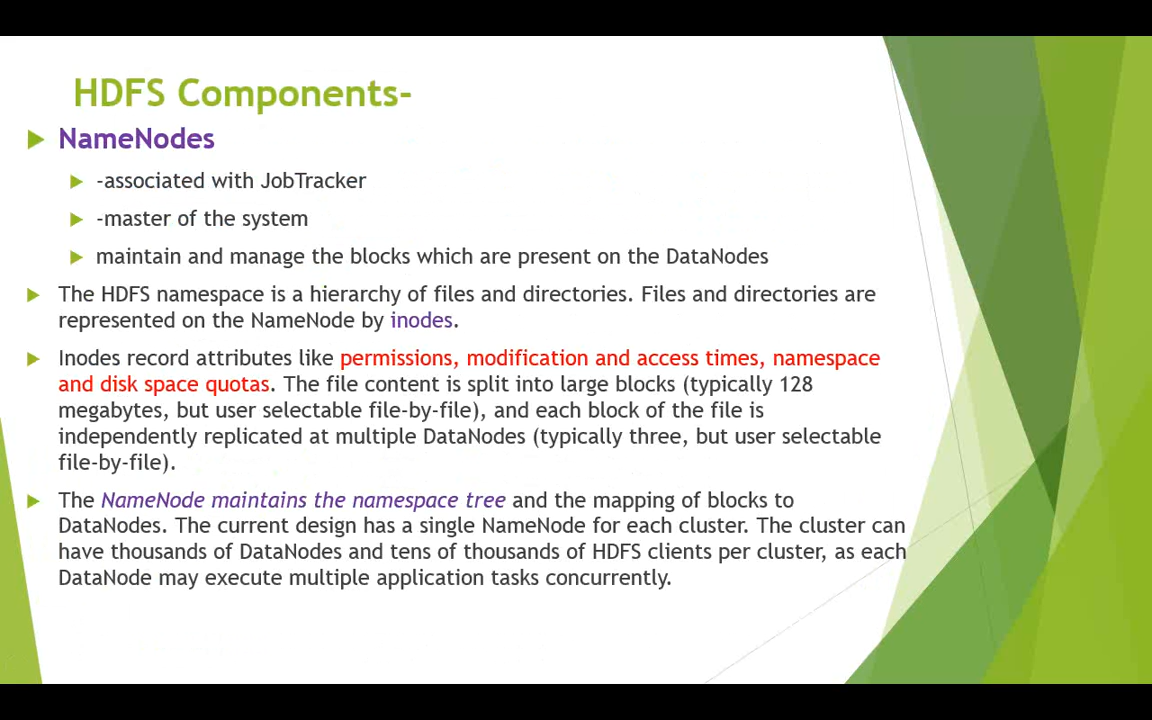 HDFS Components-
NameNodes
-associated with JobTracker
-master of the system
maintain and manage the blocks which are present on the DataNodes
The HDFS namespace is a hierarchy of files and directories. Files and directories are
represented on the NameNode by inodes.
Inodes record attributes like permissions, modification and access times, namespace
and disk space quotas. The file content is split into large blocks (typically 128
megabytes, but user selectable file-by-file), and each block of the file is
independently replicated at multiple DataNodes (typically three, but user selectable
file-by-file).
The NameNode maintains the namespace tree and the mapping of blocks to
DataNodes. The current design has a single NameNode for each cluster. The cluster can
have thousands of DataNodes and tens of thousands of HDFS clients per cluster, as each
DataNode may execute multiple application tasks concurrently.